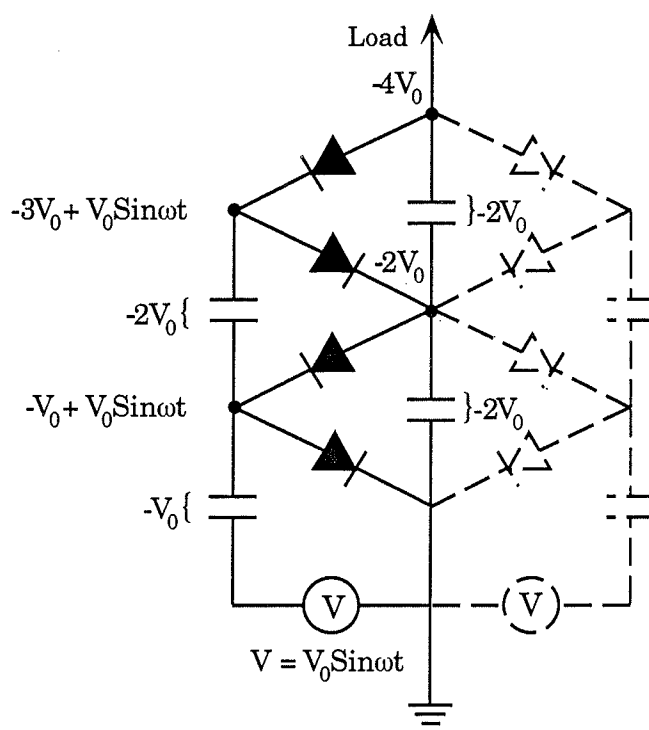 Load
-4V₀
-3V₀ + V₀Sinωt
}-2V₀
-2V₀
-2V₀{
-V₀ + V₀Sinωt
}-2V₀
-V₀{
V
V
V = V₀Sinωt